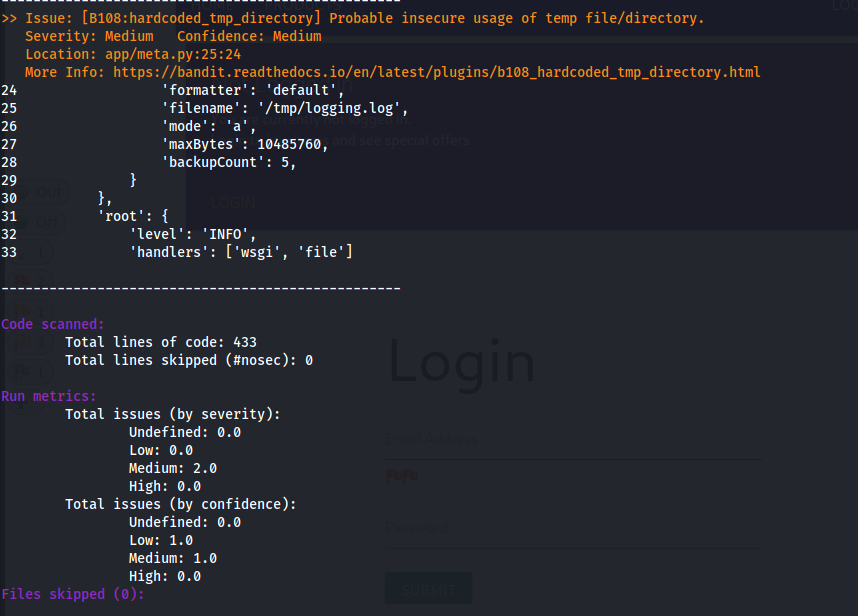 >> Issue: [B108:hardcoded_tmp_directory] Probable insecure usage of temp file/directory.
   Severity: Medium   Confidence: Medium
   Location: app/meta.py:25:24
   More Info: https://bandit.readthedocs.io/en/latest/plugins/b108_hardcoded_tmp_directory.html
24                  'formatter': 'default',
25                  'filename': '/tmp/logging.log',
26                  'mode': 'a',
27                  'maxBytes': 10485760,
28                  'backupCount': 5,
29              }
30          },
31          'root': {
32              'level': 'INFO',
33              'handlers': ['wsgi', 'file']
--------------------------------------------------
Code scanned:
        Total lines of code: 433
        Total lines skipped (#nosec): 0
Run metrics:
        Total issues (by severity):
                Undefined: 0.0
                Low: 0.0
                Medium: 2.0
                High: 0.0
        Total issues (by confidence):
                Undefined: 0.0
                Low: 1.0
                Medium: 1.0
                High: 0.0
Files skipped (0):
and see special offers
LOGIN
Login
Email Address
Password
SUBMIT